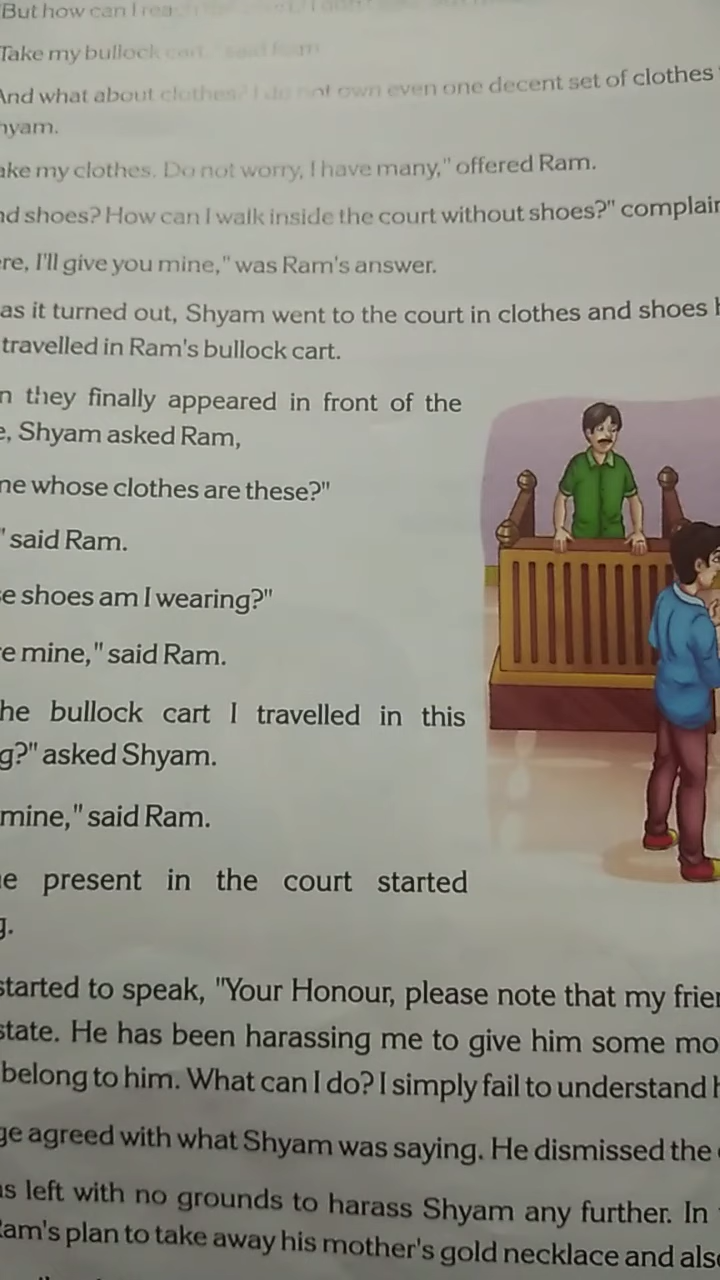 "But how can I reach
Take my bullock cart," said Ram
And what about clothes? I do not own even one decent set of clothes
hyam.
ake my clothes. Do not worry, I have many," offered Ram.
nd shoes? How can I walk inside the court without shoes?" complain
re, I'll give you mine," was Ram's answer.
as it turned out, Shyam went to the court in clothes and shoes
travelled in Ram's bullock cart.
n they finally appeared in front of the
e, Shyam asked Ram,
me whose clothes are these?"
" said Ram.
se shoes am I wearing?"
re mine," said Ram.
he bullock cart I travelled in this
g?" asked Shyam.
mine," said Ram.
ne present in the court started
g.
started to speak, "Your Honour, please note that my frien
state. He has been harassing me to give him some mo
belong to him. What can I do? I simply fail to understand h
ge agreed with what Shyam was saying. He dismissed the
as left with no grounds to harass Shyam any further. In
Ram's plan to take away his mother's gold necklace and also